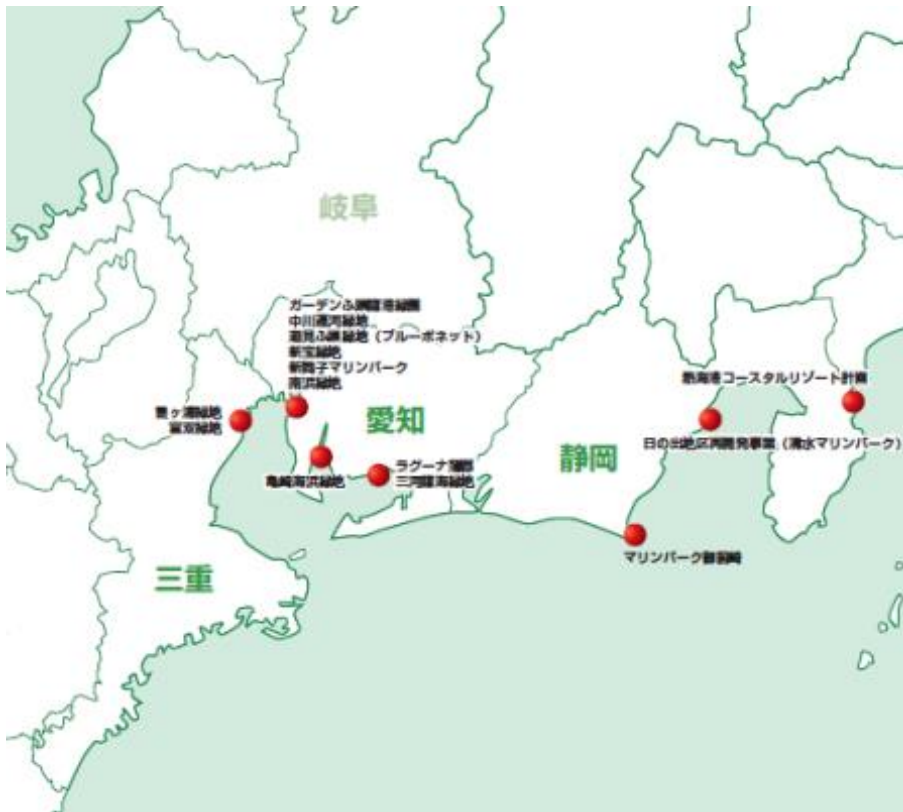 岐阜
ガーデンふ頭臨港緑園
中川運河緑地
潮見ふ頭緑地（ブルーボネット）
新宝緑地
新舞子マリンパーク
南浜緑地
霞ヶ浦緑地
富双緑地
愛知
亀崎海浜緑地
ラグーナ蒲郡
三河臨海緑地
静岡
熱海港コースタルリゾート計画
日の出地区再開発事業（清水マリンパーク）
マリンパーク御前崎
三重